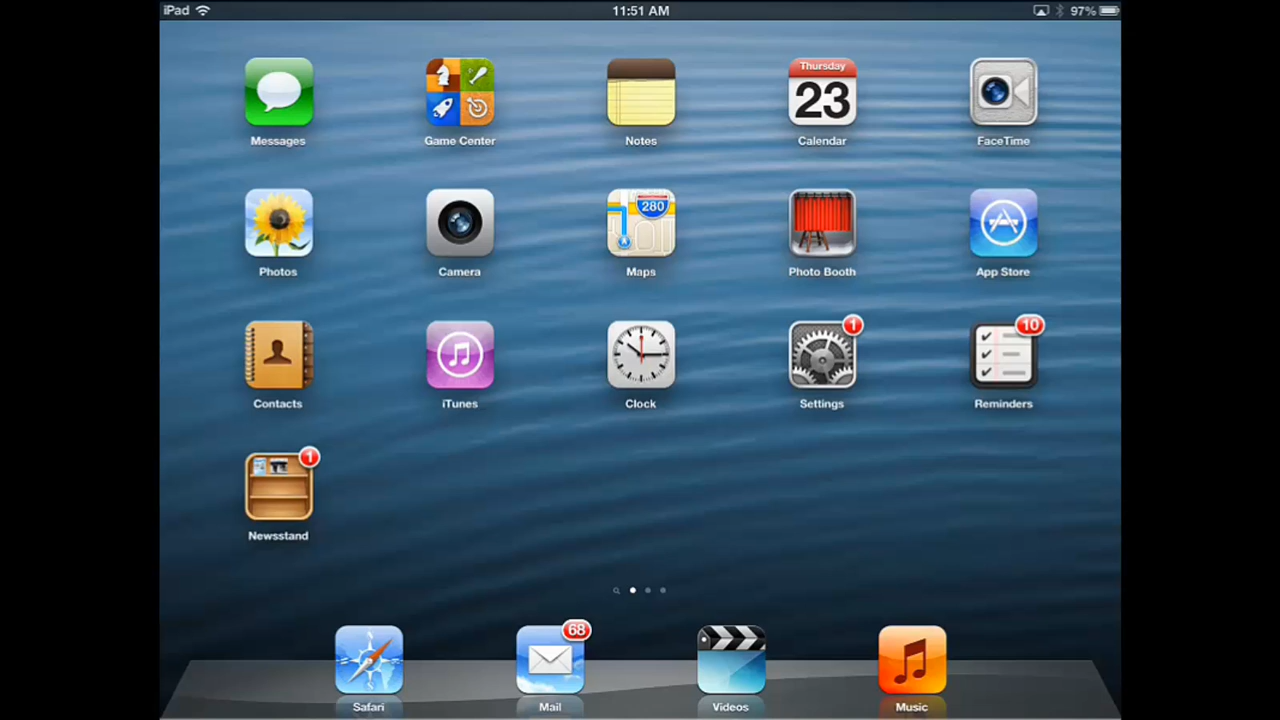 iPad 11:51 AM 97%
Thursday
23
Messages Game Center Notes Calendar FaceTime
280
Photos Camera Maps Photo Booth App Store
1 10
Contacts iTunes Clock Settings Reminders
1
Newsstand
68
Safari Mail Videos Music